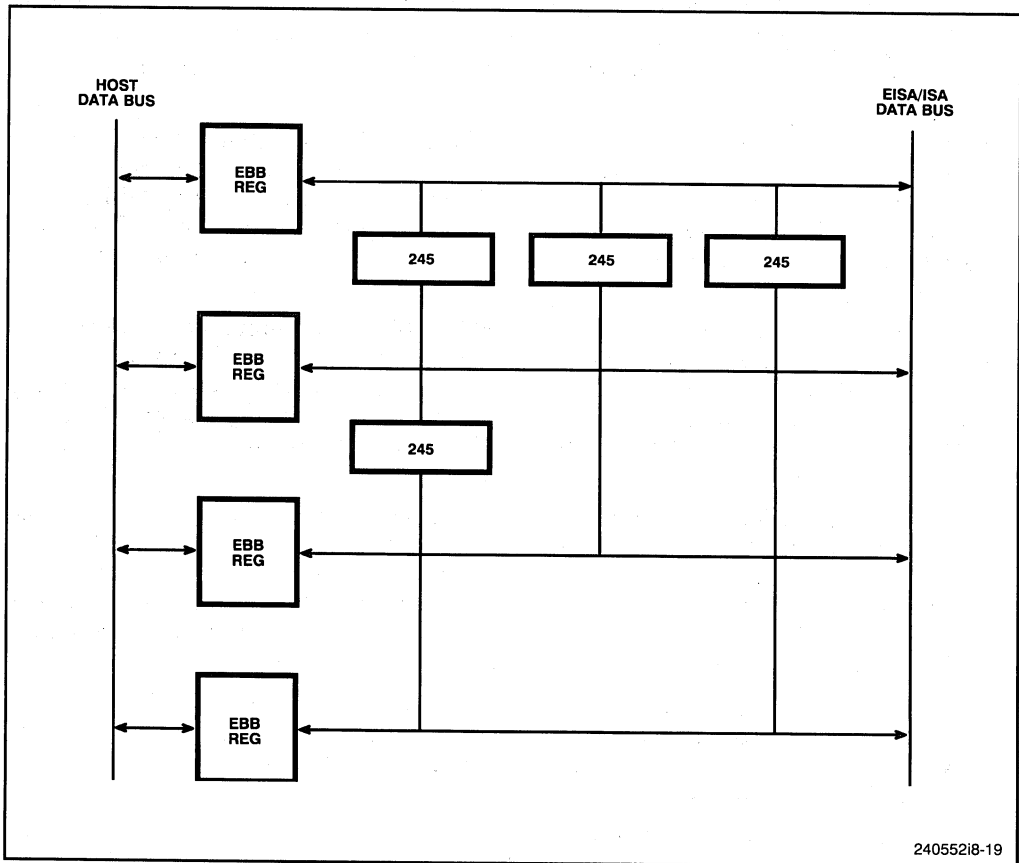 HOST
DATA BUS
EISA/ISA
DATA BUS
EBB
REG
245
245
245
EBB
REG
245
EBB
REG
EBB
REG
240552i8-19